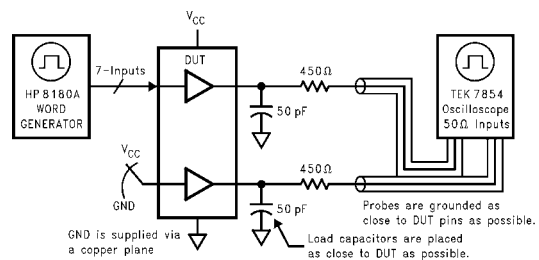 VCC
DUT
HP 8180A
WORD
GENERATOR
7-Inputs
450Ω
50 pF
TEK 7854
Oscilloscope
50Ω Inputs
VCC
GND
450Ω
50 pF
GND is supplied via
a copper plane
Probes are grounded as
close to DUT pins as possible.
Load capacitors are placed
as close to DUT as possible.